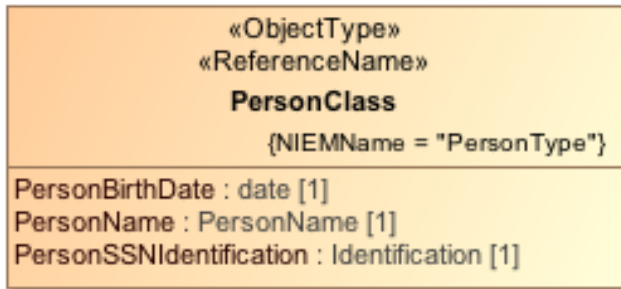 «ObjectType»
«ReferenceName»
PersonClass
{NIEMName = "PersonType"}
PersonBirthDate : date [1]
PersonName : PersonName [1]
PersonSSNIdentification : Identification [1]